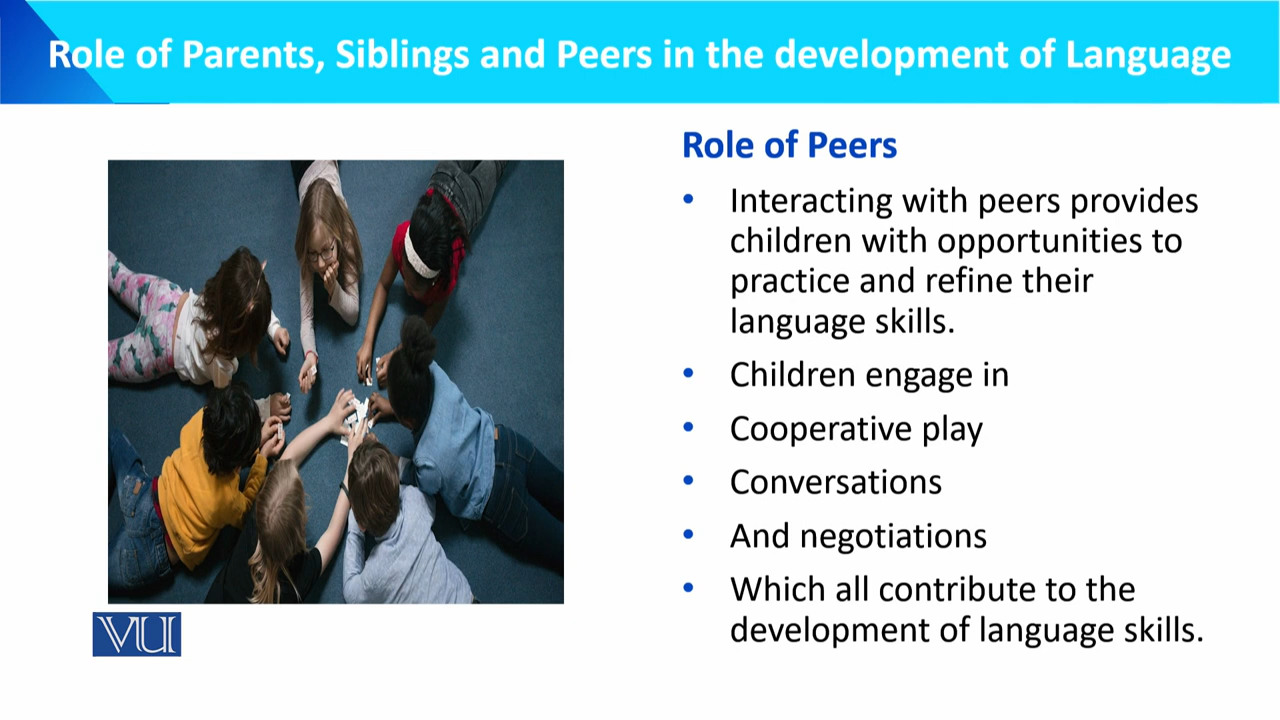 Role of Parents, Siblings and Peers in the development of Language
Role of Peers
• Interacting with peers provides
children with opportunities to
practice and refine their
language skills.
• Children engage in
• Cooperative play
• Conversations
• And negotiations
• Which all contribute to the
development of language skills.
VU